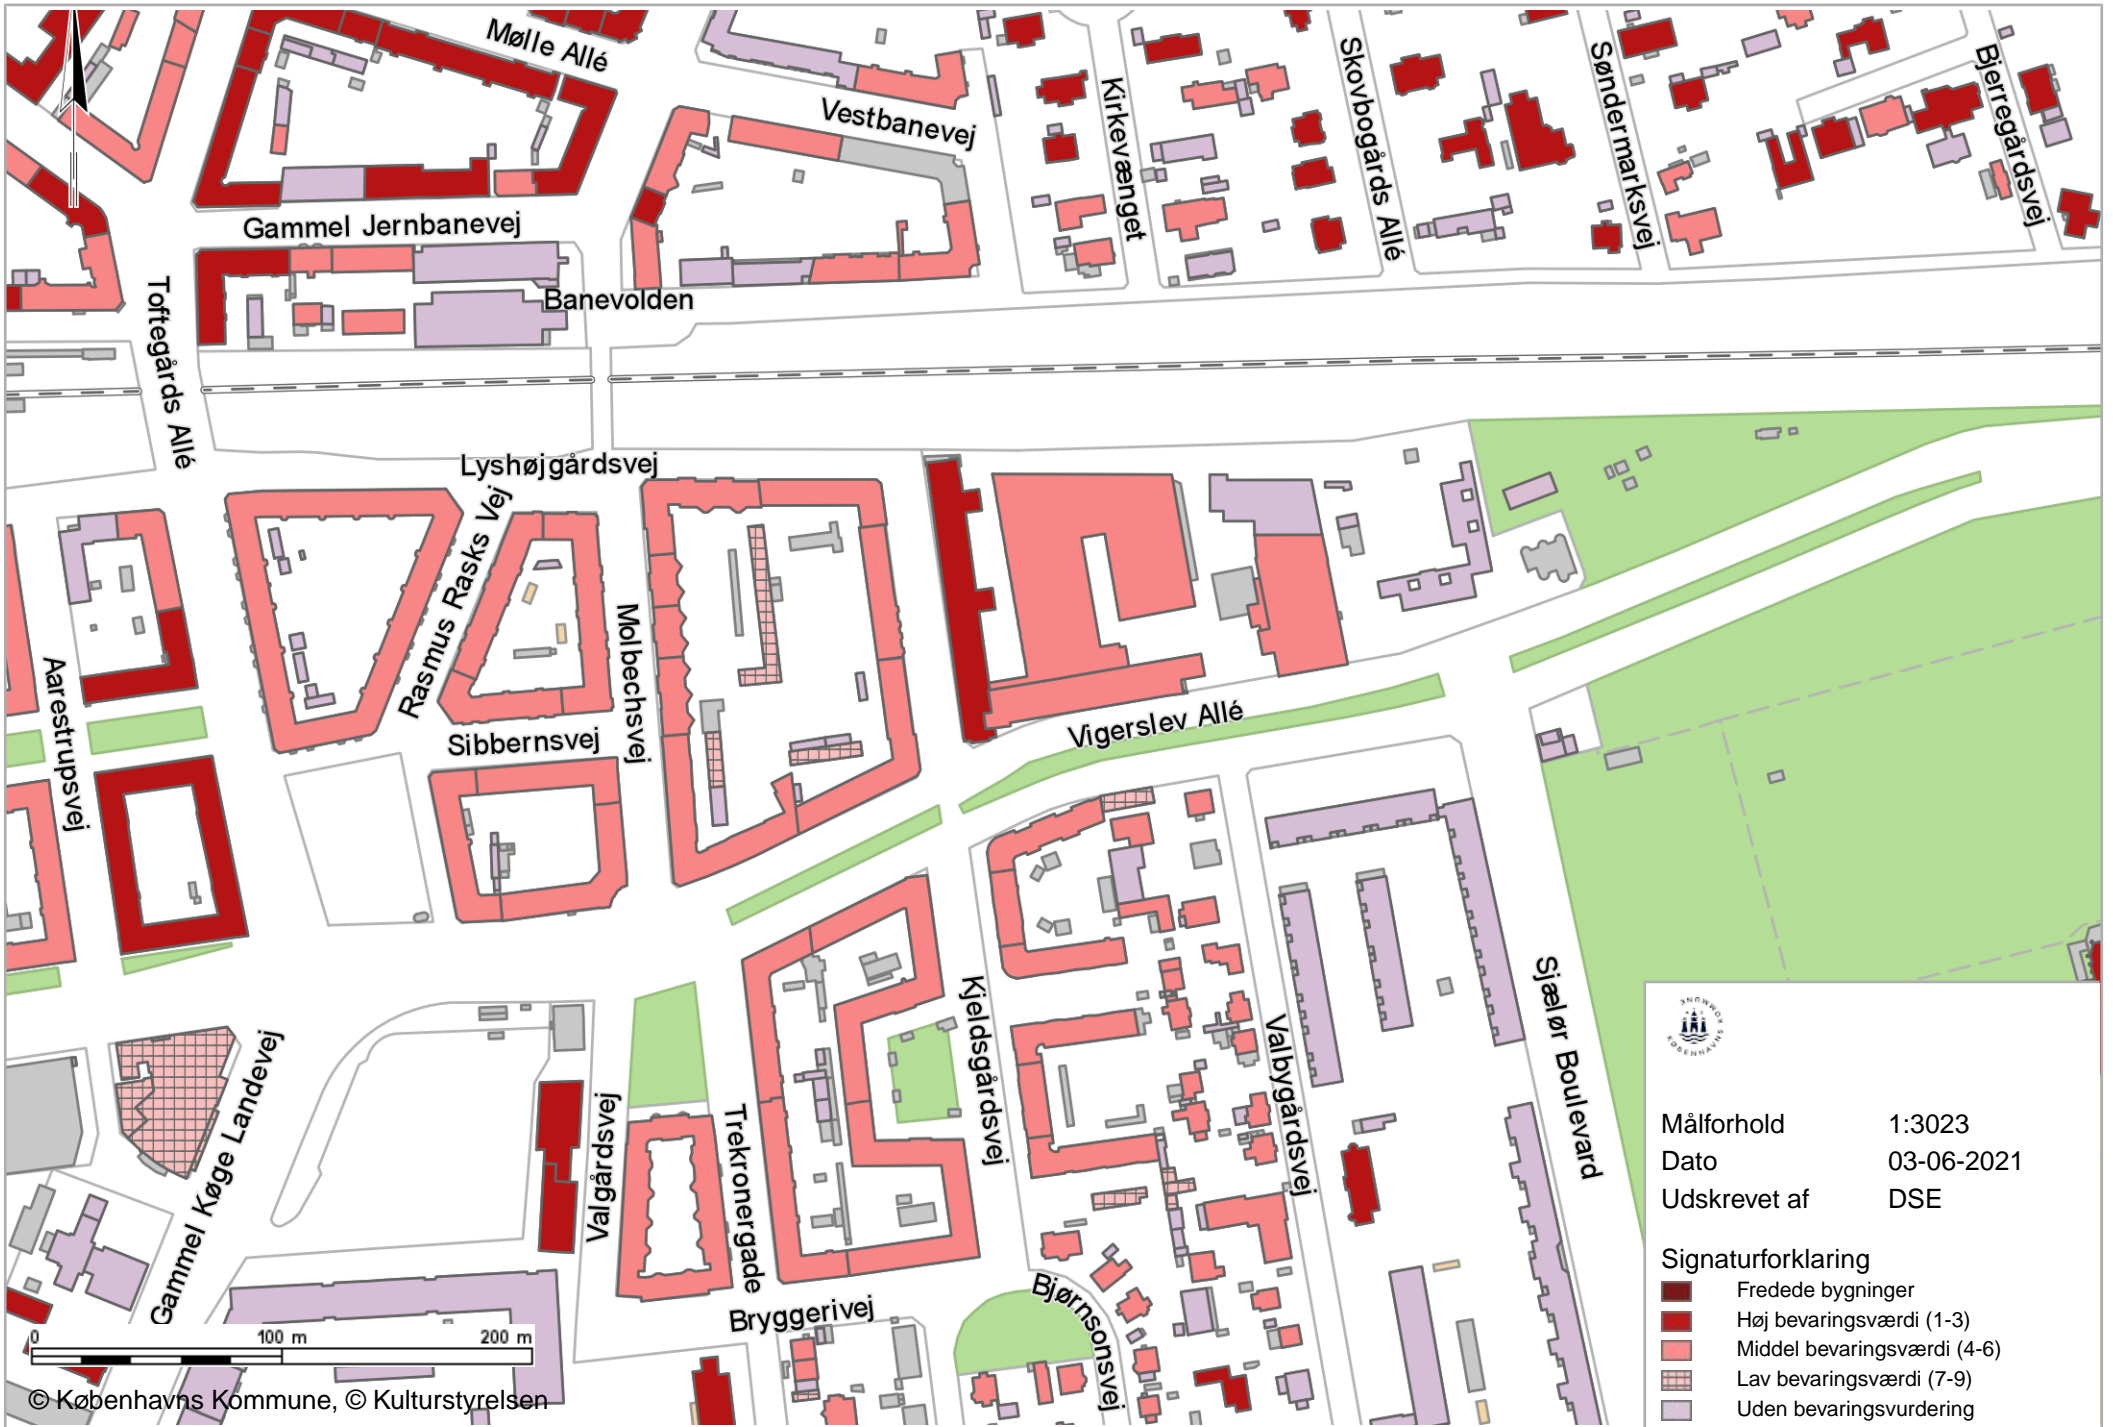 Mølle Allé
Vestbanevej
Kirkevænget
Skovbogårds Allé
Søndermarksvej
Bjerregårdsvej
Gammel Jernbanevej
Banevolden
Toftegårds Allé
Lyshøjgårdsvej
Rasmus Rasks Vej
Molbechsvej
Aarestrupsvej
Sibbernsvej
Vigerslev Allé
Kjeldsgårdsvej
Valbygårdsvej
Sjælør Boulevard
Gammel Køge Landevej
Valgårdsvej
Trekronergade
Bryggerivej
Bjørnsonsvej
KØBENHAVNS KOMMUNE
Målforhold 1:3023
Dato 03-06-2021
Udskrevet af DSE
Signaturforklaring
Fredede bygninger
Høj bevaringsværdi (1-3)
Middel bevaringsværdi (4-6)
Lav bevaringsværdi (7-9)
Uden bevaringsvurdering
0 100 m 200 m
© Københavns Kommune, © Kulturstyrelsen